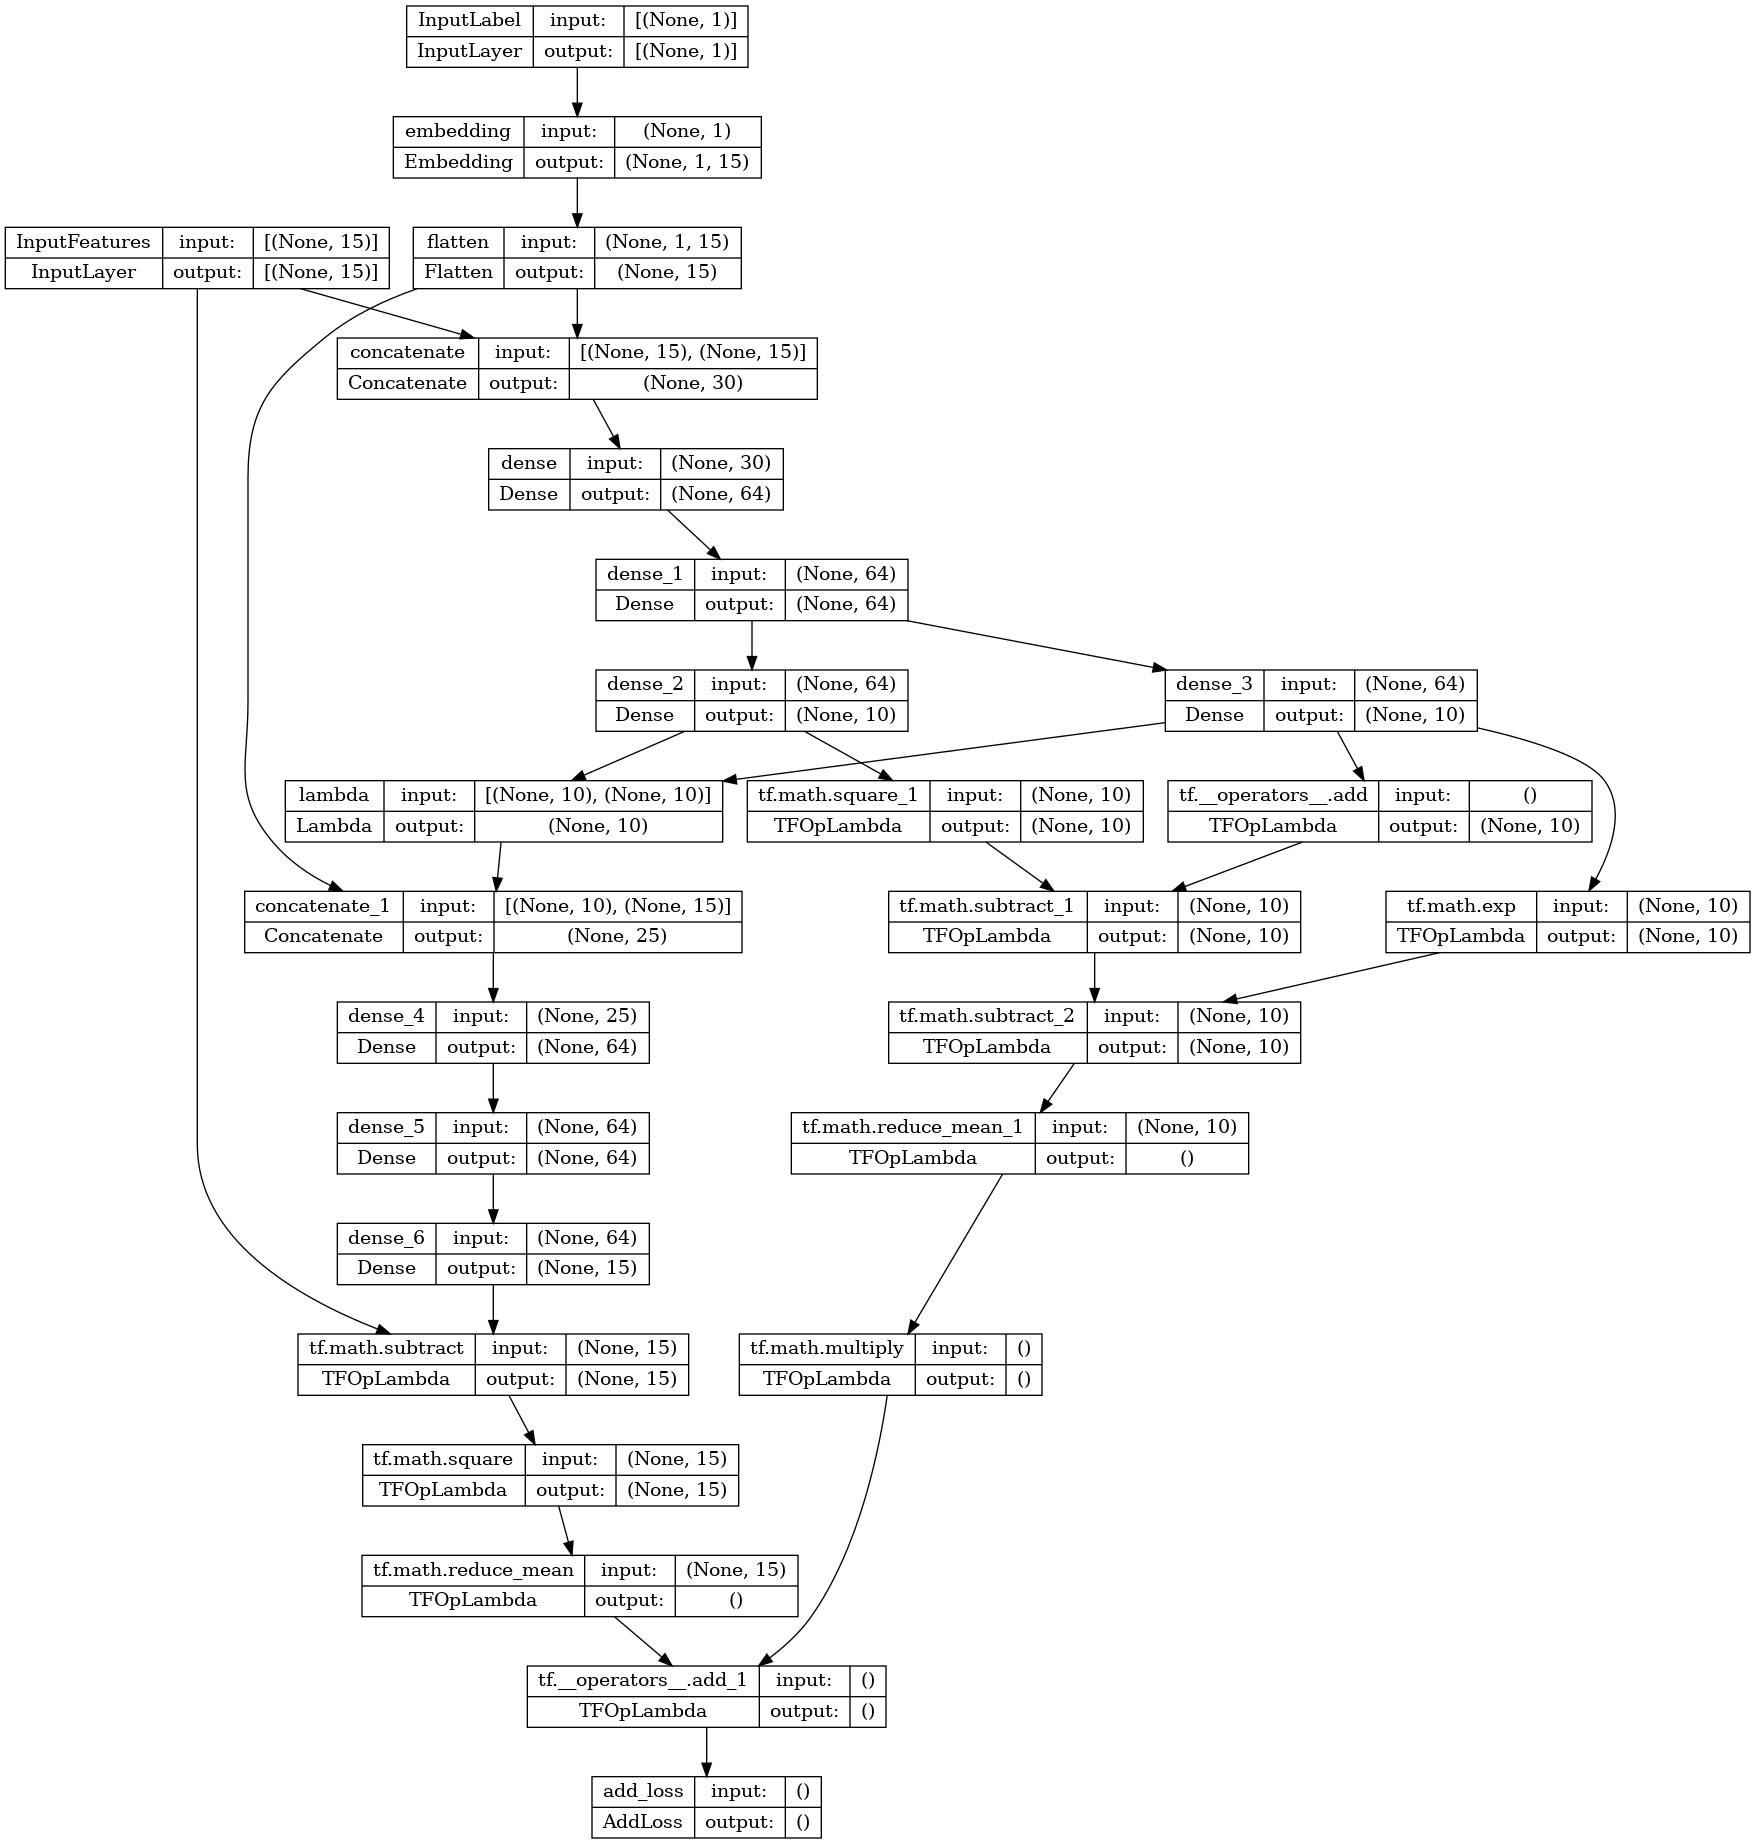 InputLabel input: [(None, 1)]
InputLayer output: [(None, 1)]
embedding input: (None, 1)
Embedding output: (None, 1, 15)
InputFeatures input: [(None, 15)]
InputLayer output: [(None, 15)]
flatten input: (None, 1, 15)
Flatten output: (None, 15)
concatenate input: [(None, 15), (None, 15)]
Concatenate output: (None, 30)
dense input: (None, 30)
Dense output: (None, 64)
dense_1 input: (None, 64)
Dense output: (None, 64)
dense_2 input: (None, 64)
Dense output: (None, 10)
dense_3 input: (None, 64)
Dense output: (None, 10)
lambda input: [(None, 10), (None, 10)]
Lambda output: (None, 10)
tf.math.square_1 input: (None, 10)
TFOpLambda output: (None, 10)
tf.__operators__.add input: ()
TFOpLambda output: (None, 10)
concatenate_1 input: [(None, 10), (None, 15)]
Concatenate output: (None, 25)
tf.math.subtract_1 input: (None, 10)
TFOpLambda output: (None, 10)
tf.math.exp input: (None, 10)
TFOpLambda output: (None, 10)
dense_4 input: (None, 25)
Dense output: (None, 64)
tf.math.subtract_2 input: (None, 10)
TFOpLambda output: (None, 10)
dense_5 input: (None, 64)
Dense output: (None, 64)
tf.math.reduce_mean_1 input: (None, 10)
TFOpLambda output: ()
dense_6 input: (None, 64)
Dense output: (None, 15)
tf.math.subtract input: (None, 15)
TFOpLambda output: (None, 15)
tf.math.multiply input: ()
TFOpLambda output: ()
tf.math.square input: (None, 15)
TFOpLambda output: (None, 15)
tf.math.reduce_mean input: (None, 15)
TFOpLambda output: ()
tf.__operators__.add_1 input: ()
TFOpLambda output: ()
add_loss input: ()
AddLoss output: ()